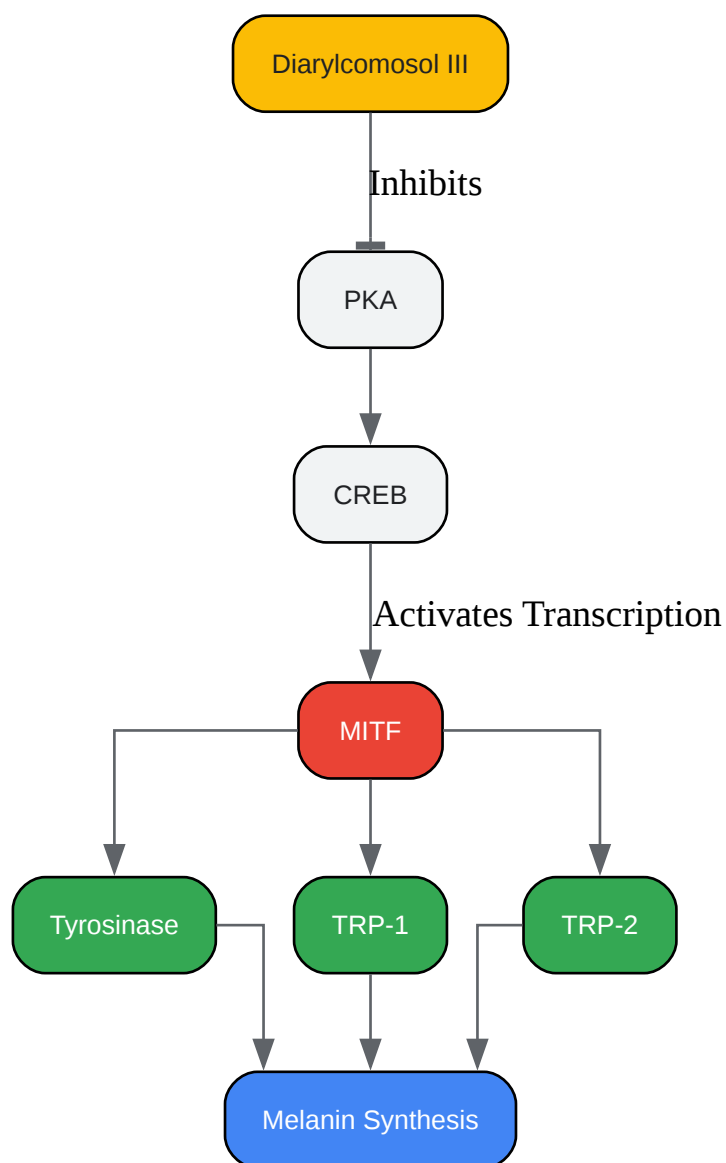 Diarylcomosol III
Inhibits
PKA
CREB
Activates Transcription
MITF
Tyrosinase
TRP-1
TRP-2
Melanin Synthesis